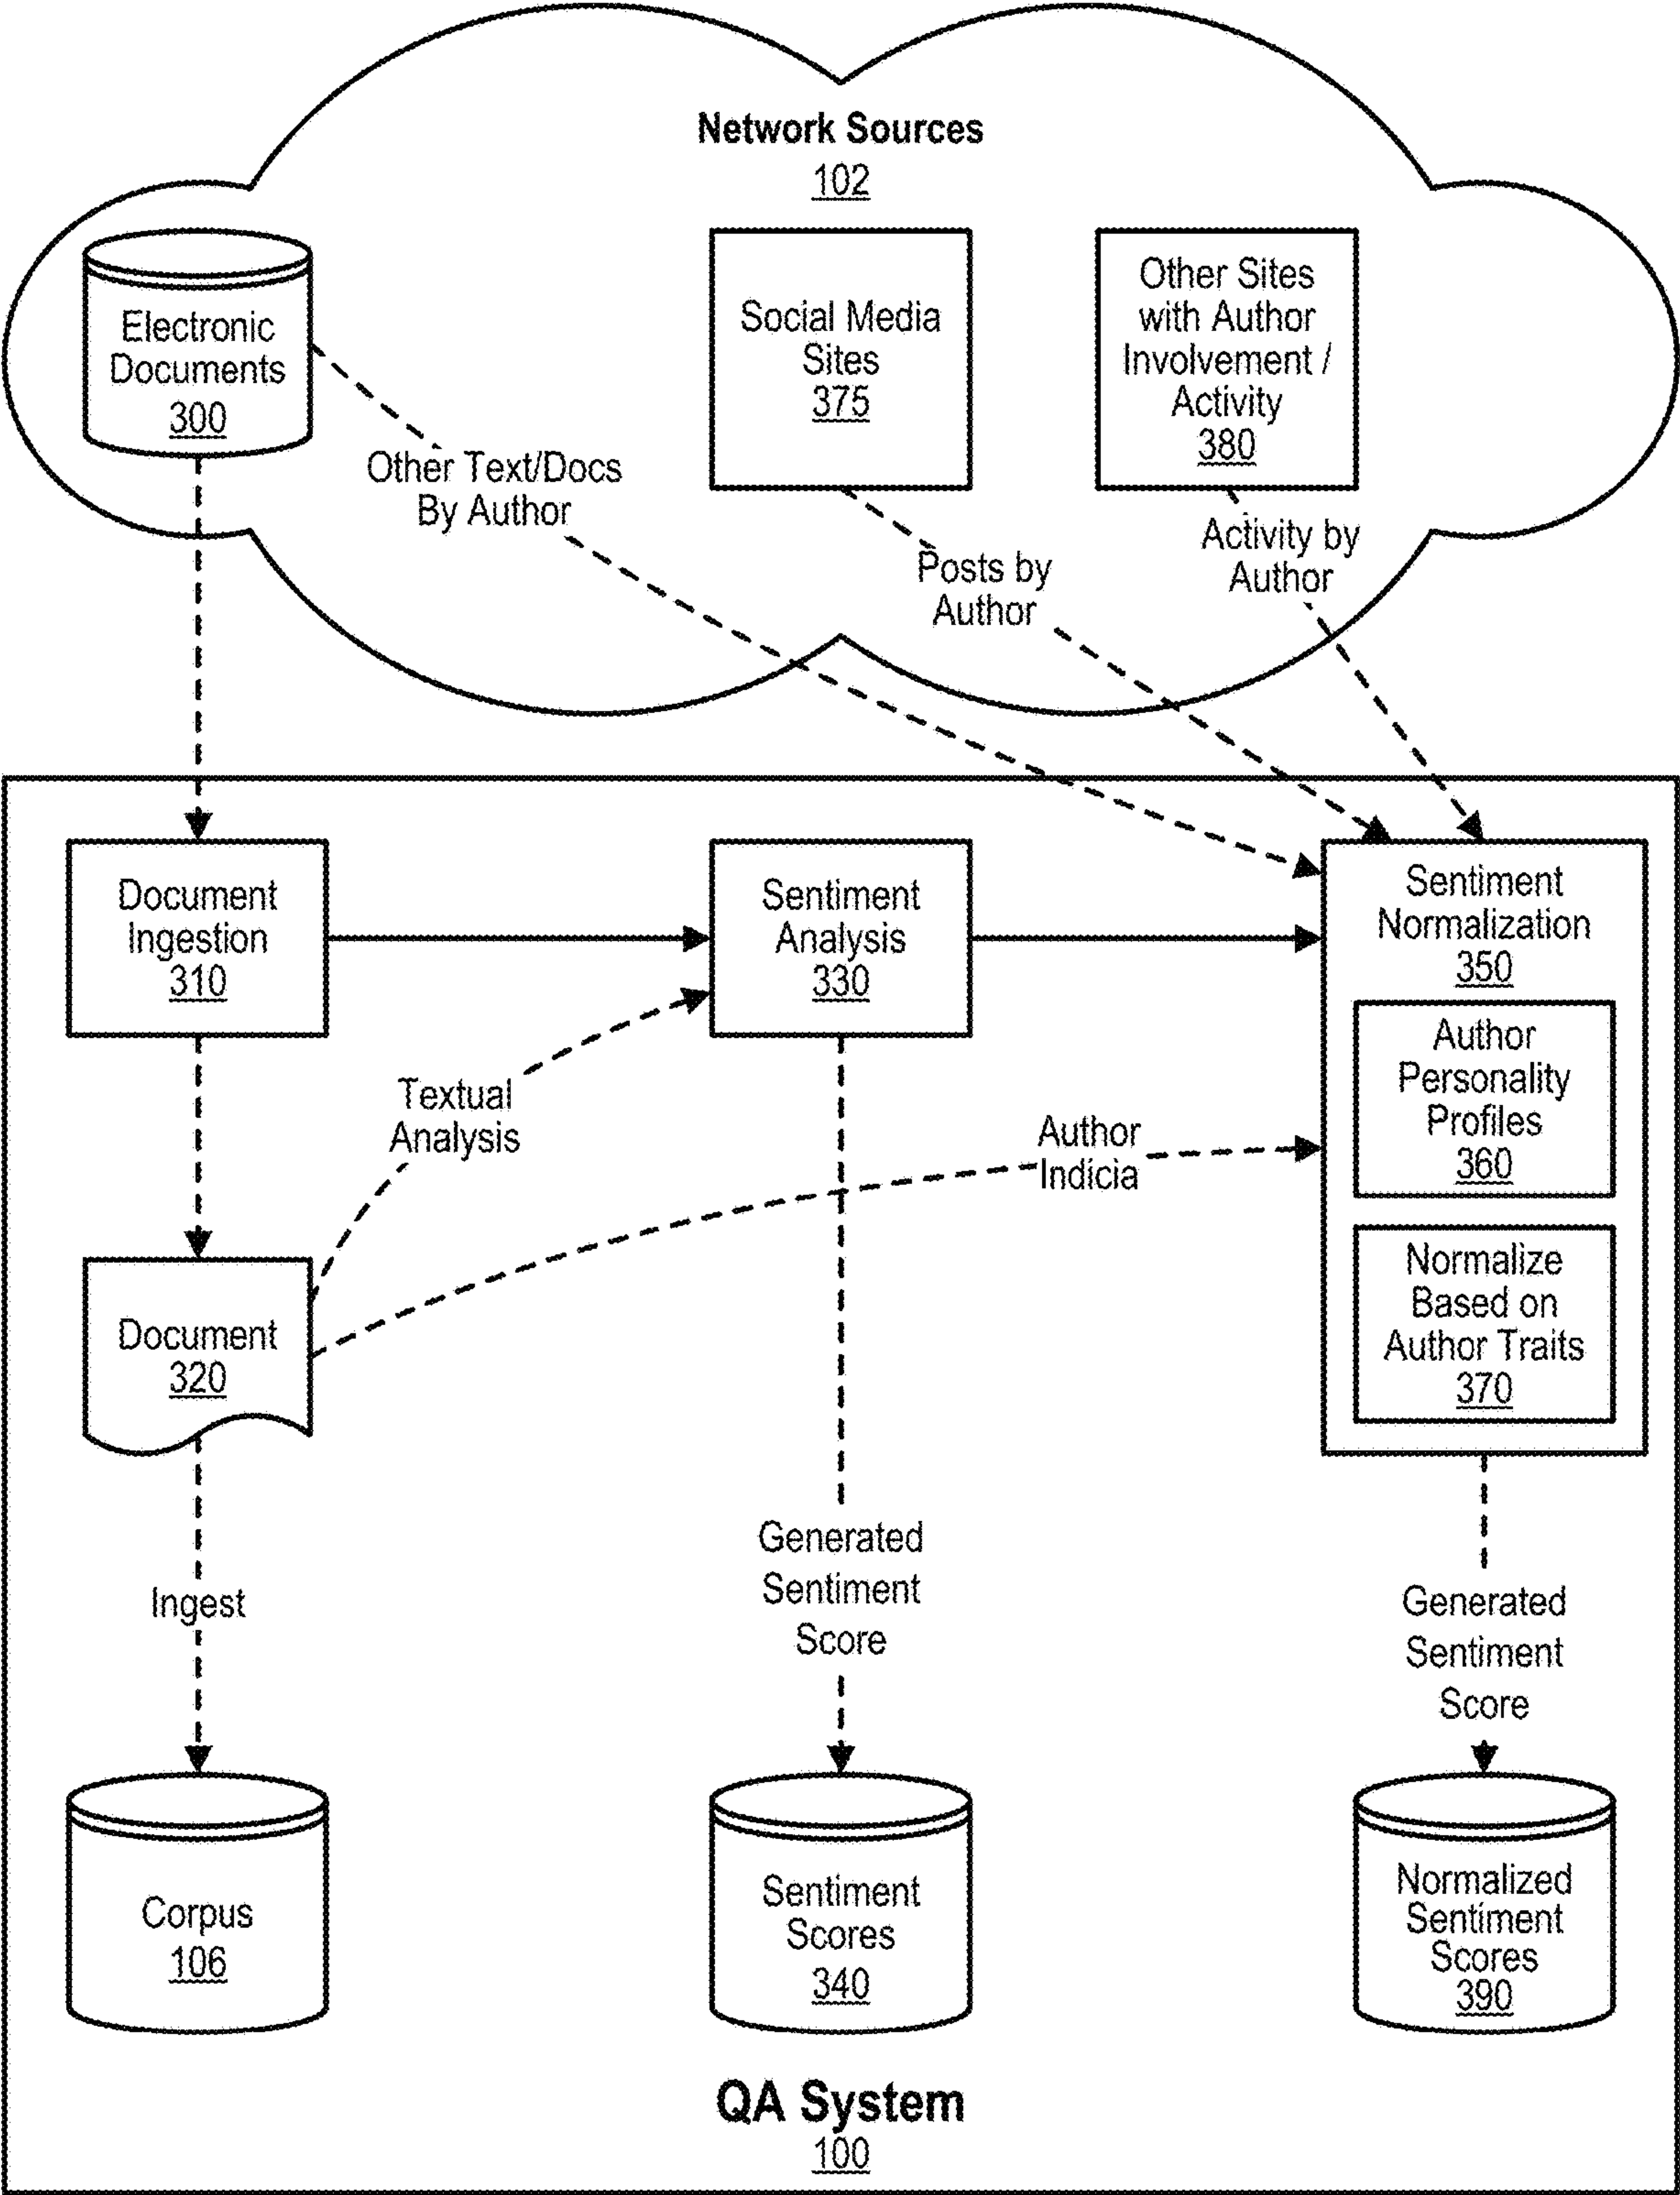 Network Sources
102
Electronic
Documents
300
Social Media
Sites
375
Other Sites
with Author
Involvement /
Activity
380
Other Text/Docs
By Author
Posts by
Author
Activity by
Author
Document
Ingestion
310
Sentiment
Analysis
330
Sentiment
Normalization
350
Author
Personality
Profiles
360
Normalize
Based on
Author Traits
370
Textual
Analysis
Author
Indicia
Document
320
Ingest
Generated
Sentiment
Score
Generated
Sentiment
Score
Corpus
106
Sentiment
Scores
340
Normalized
Sentiment
Scores
390
QA System
100